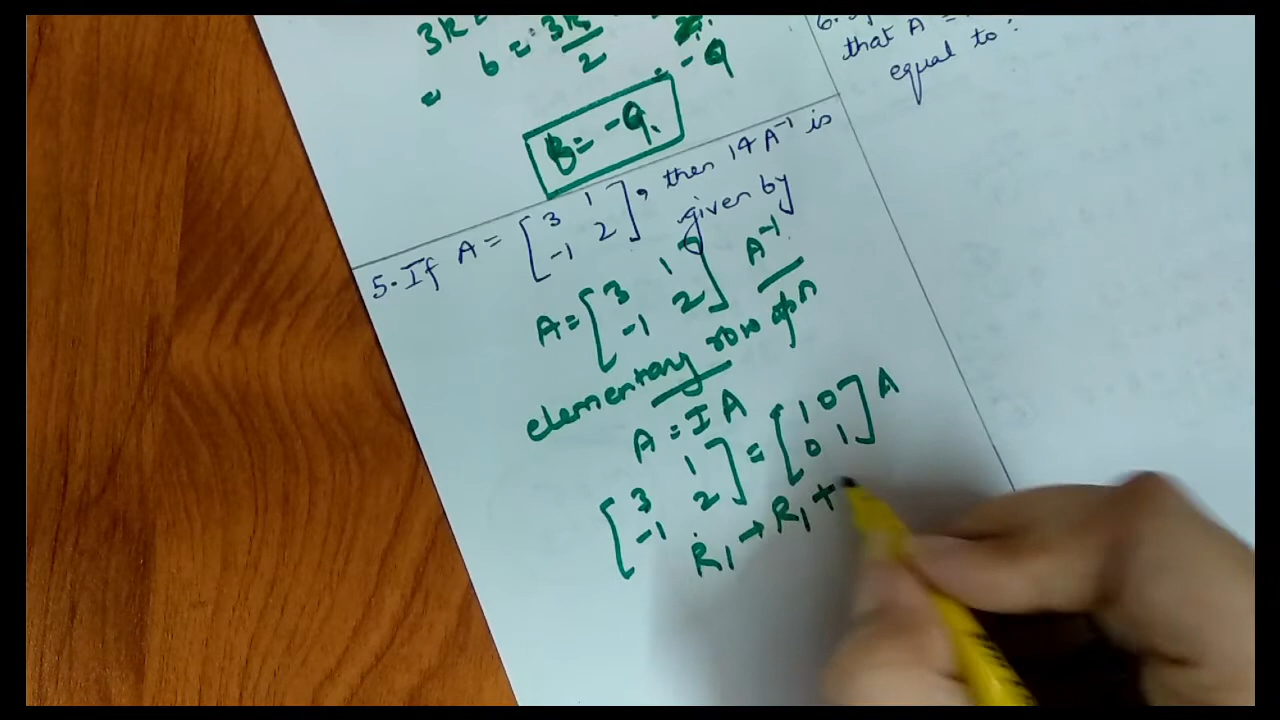 3k
b = 3k/2
= -9
B = -9.
5. If A = [3 1 -1 2], then 14A⁻¹ is
given by
A = [3 1 -1 2] A⁻¹
elementary row opn
A = IA
[3 1 -1 2] = [1 0 0 1] A
R₁ → R₁ +
6.
that A =
equal to: